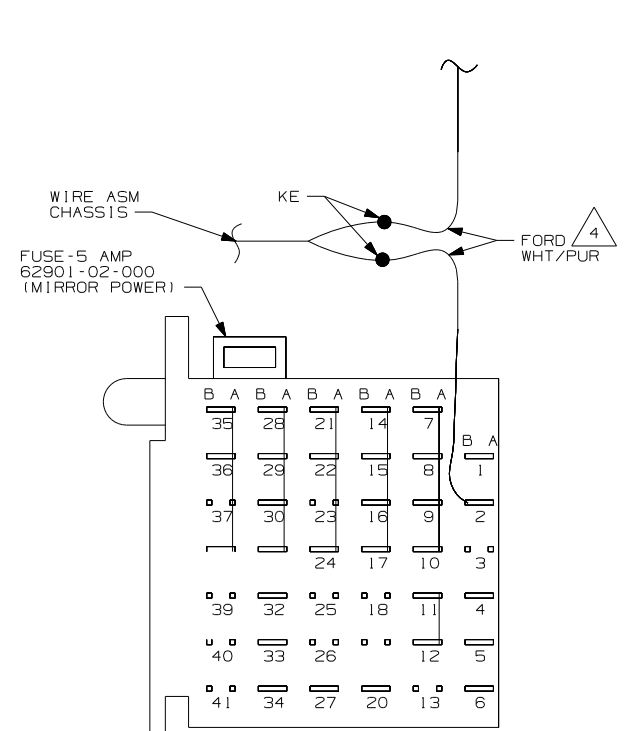 WIRE ASM
CHASSIS
KE
FORD
WHT/PUR
4
FUSE-5 AMP
62901-02-000
(MIRROR POWER)
B A B A B A B A B A
35 28 21 14 7
B A
36 29 22 15 8 1
37 30 23 16 9 2
24 17 10 3
39 32 25 18 11 4
40 33 26 12 5
41 34 27 20 13 6